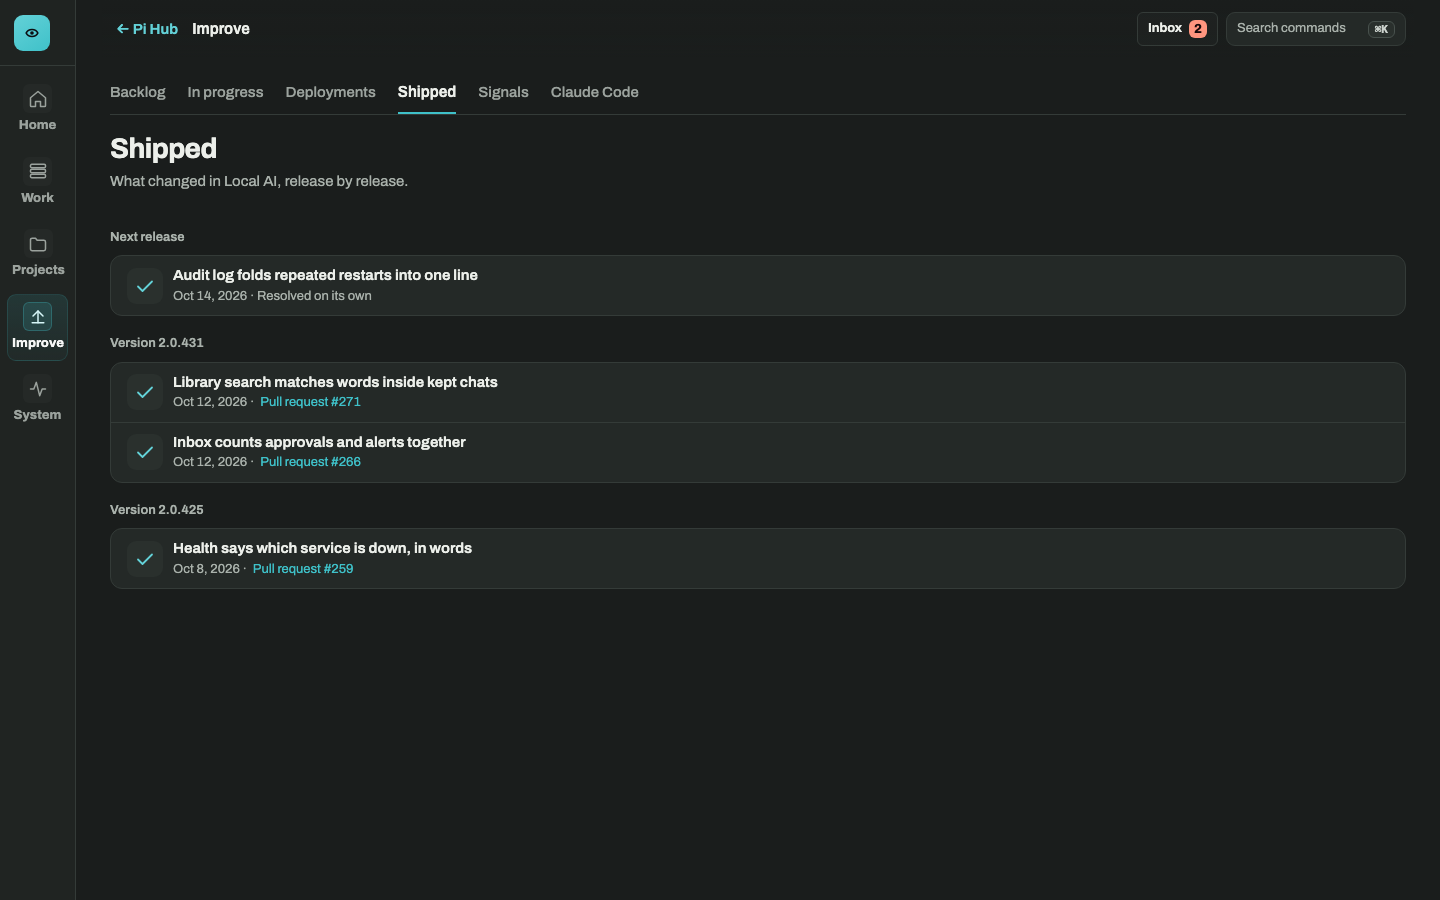 ← Pi Hub Improve
Inbox 2
Search commands ⌘K
Home
Work
Projects
Improve
System
Backlog In progress Deployments Shipped Signals Claude Code
Shipped
What changed in Local AI, release by release.
Next release
Audit log folds repeated restarts into one line
Oct 14, 2026 · Resolved on its own
Version 2.0.431
Library search matches words inside kept chats
Oct 12, 2026 · Pull request #271
Inbox counts approvals and alerts together
Oct 12, 2026 · Pull request #266
Version 2.0.425
Health says which service is down, in words
Oct 8, 2026 · Pull request #259